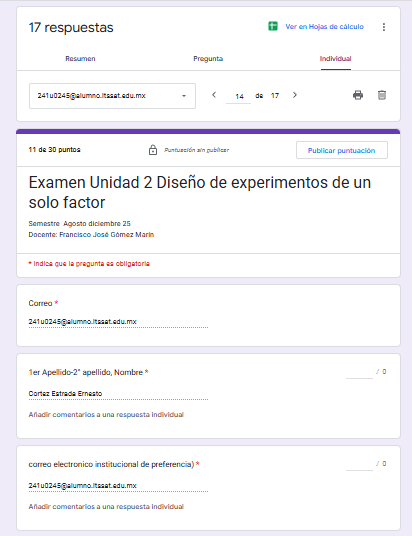 17 respuestas
Ver en Hojas de cálculo
Resumen
Pregunta
Individual
241u0245@alumno.itssat.edu.mx
14 de 17
11 de 30 puntos
Puntuación sin publicar
Publicar puntuación
Examen Unidad 2 Diseño de experimentos de un
solo factor
Semestre Agosto diciembre 25
Docente: Francisco José Gómez Marín
* Indica que la pregunta es obligatoria
Correo *
241u0245@alumno.itssat.edu.mx
1er Apellido-2° apellido, Nombre *
/ 0
Cortez Estrada Ernesto
Añadir comentarios a una respuesta individual
correo electronico institucional de preferencia) *
/ 0
241u0245@alumno.itssat.edu.mx
Añadir comentarios a una respuesta individual